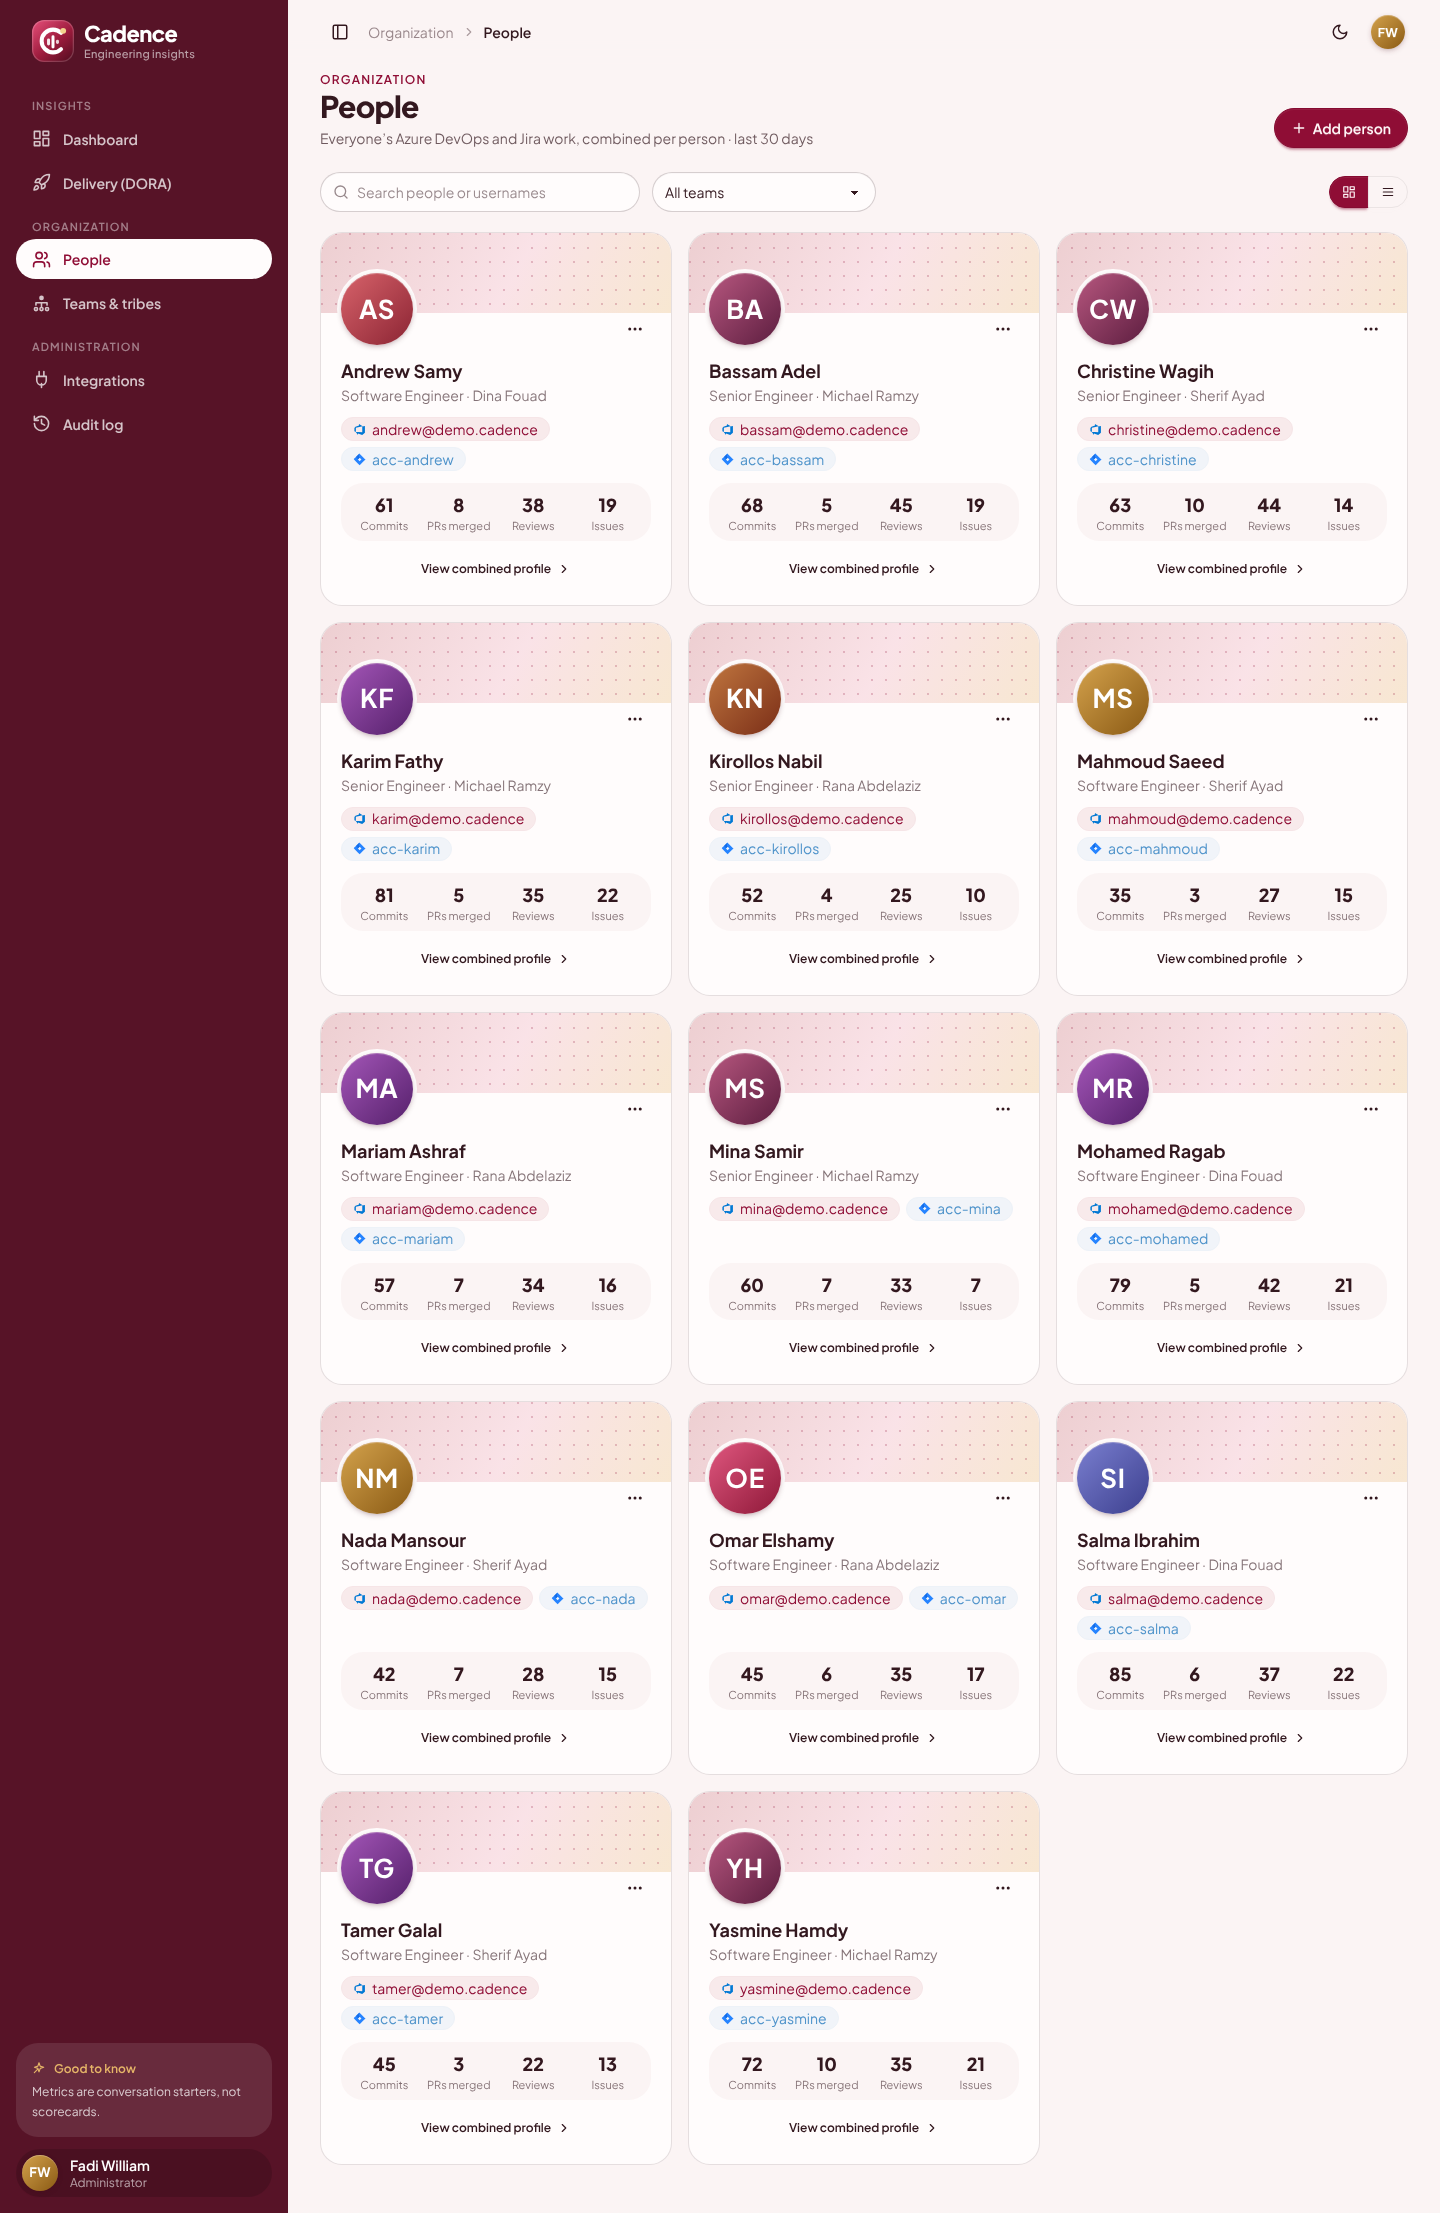 Cadence
Engineering insights
INSIGHTS
Dashboard
Delivery (DORA)
ORGANIZATION
People
Teams & tribes
ADMINISTRATION
Integrations
Audit log
Good to know
Metrics are conversation starters, not
scorecards.
FW
Fadi William
Administrator
Organization > People
FW
ORGANIZATION
People
Everyone's Azure DevOps and Jira work, combined per person · last 30 days
+ Add person
Search people or usernames
All teams
AS
Andrew Samy
Software Engineer · Dina Fouad
andrew@demo.cadence
acc-andrew
61 8 38 19
Commits PRs merged Reviews Issues
View combined profile
BA
Bassam Adel
Senior Engineer · Michael Ramzy
bassam@demo.cadence
acc-bassam
68 5 45 19
Commits PRs merged Reviews Issues
View combined profile
CW
Christine Wagih
Senior Engineer · Sherif Ayad
christine@demo.cadence
acc-christine
63 10 44 14
Commits PRs merged Reviews Issues
View combined profile
KF
Karim Fathy
Senior Engineer · Michael Ramzy
karim@demo.cadence
acc-karim
81 5 35 22
Commits PRs merged Reviews Issues
View combined profile
KN
Kirollos Nabil
Senior Engineer · Rana Abdelaziz
kirollos@demo.cadence
acc-kirollos
52 4 25 10
Commits PRs merged Reviews Issues
View combined profile
MS
Mahmoud Saeed
Software Engineer · Sherif Ayad
mahmoud@demo.cadence
acc-mahmoud
35 3 27 15
Commits PRs merged Reviews Issues
View combined profile
MA
Mariam Ashraf
Software Engineer · Rana Abdelaziz
mariam@demo.cadence
acc-mariam
57 7 34 16
Commits PRs merged Reviews Issues
View combined profile
MS
Mina Samir
Senior Engineer · Michael Ramzy
mina@demo.cadence acc-mina
60 7 33 7
Commits PRs merged Reviews Issues
View combined profile
MR
Mohamed Ragab
Software Engineer · Dina Fouad
mohamed@demo.cadence
acc-mohamed
79 5 42 21
Commits PRs merged Reviews Issues
View combined profile
NM
Nada Mansour
Software Engineer · Sherif Ayad
nada@demo.cadence acc-nada
42 7 28 15
Commits PRs merged Reviews Issues
View combined profile
OE
Omar Elshamy
Software Engineer · Rana Abdelaziz
omar@demo.cadence acc-omar
45 6 35 17
Commits PRs merged Reviews Issues
View combined profile
SI
Salma Ibrahim
Software Engineer · Dina Fouad
salma@demo.cadence
acc-salma
85 6 37 22
Commits PRs merged Reviews Issues
View combined profile
TG
Tamer Galal
Software Engineer · Sherif Ayad
tamer@demo.cadence
acc-tamer
45 3 22 13
Commits PRs merged Reviews Issues
View combined profile
YH
Yasmine Hamdy
Software Engineer · Michael Ramzy
yasmine@demo.cadence
acc-yasmine
72 10 35 21
Commits PRs merged Reviews Issues
View combined profile